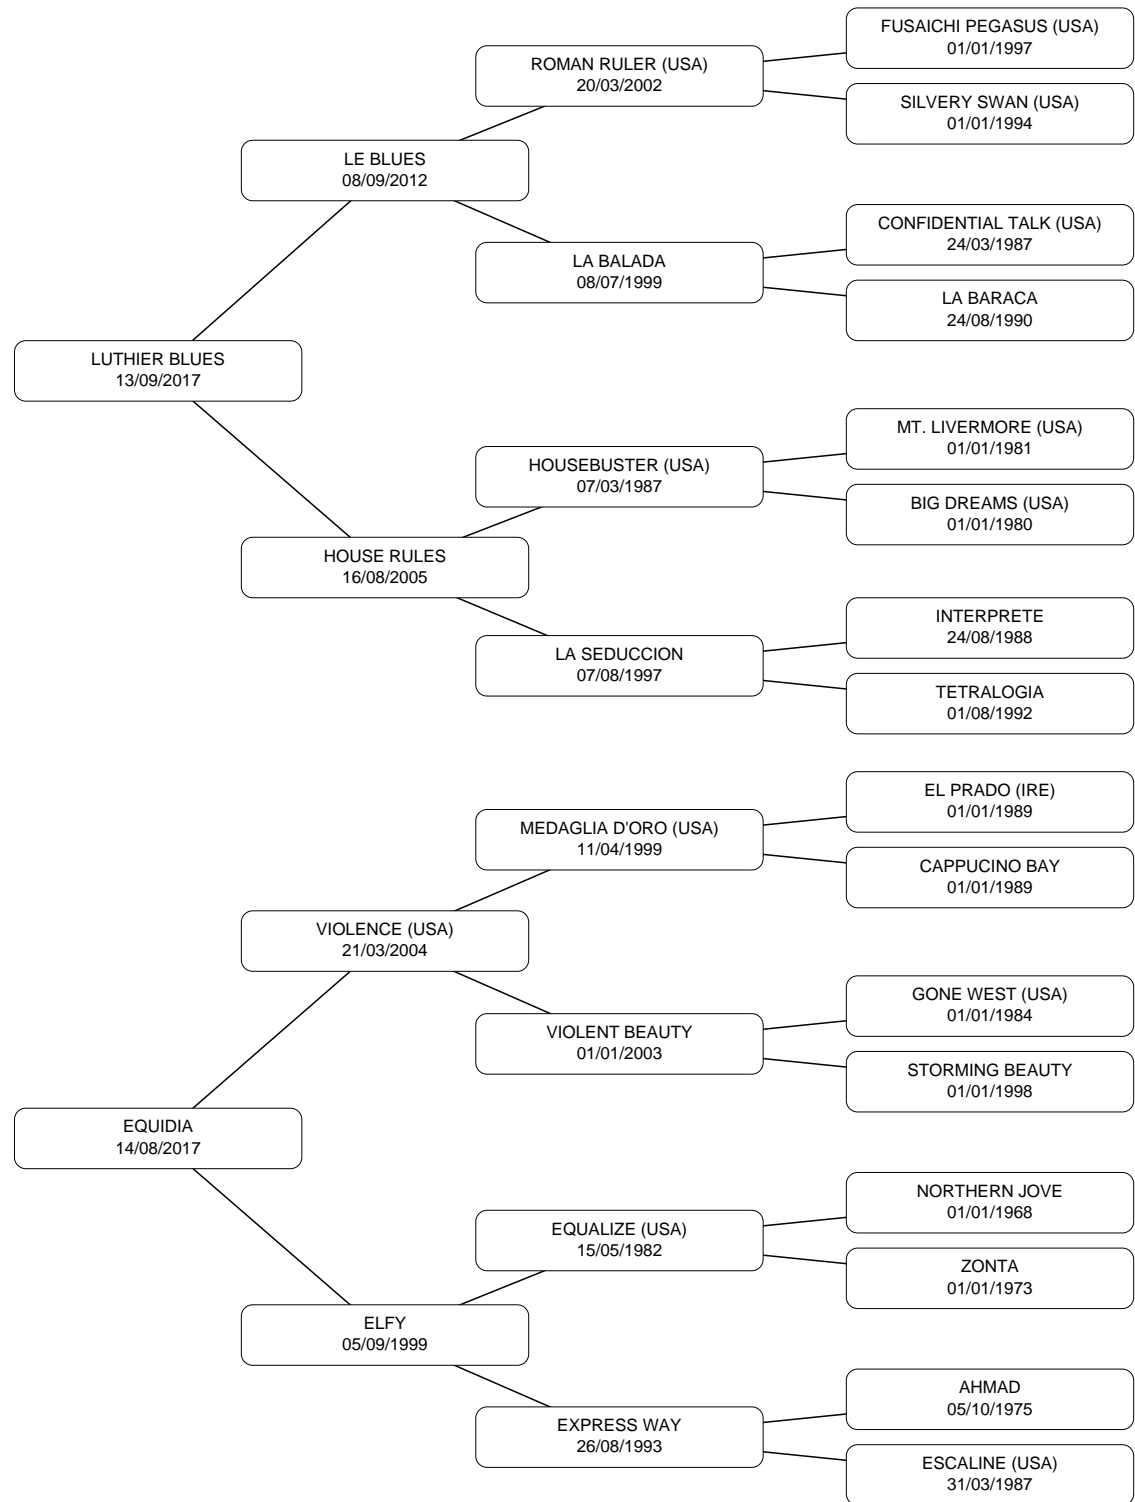 FUSAICHI PEGASUS (USA)
01/01/1997
ROMAN RULER (USA)
20/03/2002
SILVERY SWAN (USA)
01/01/1994
LE BLUES
08/09/2012
CONFIDENTIAL TALK (USA)
24/03/1987
LA BALADA
08/07/1999
LA BARACA
24/08/1990
LUTHIER BLUES
13/09/2017
MT. LIVERMORE (USA)
01/01/1981
HOUSEBUSTER (USA)
07/03/1987
BIG DREAMS (USA)
01/01/1980
HOUSE RULES
16/08/2005
INTERPRETE
24/08/1988
LA SEDUCCION
07/08/1997
TETRALOGIA
01/08/1992
EL PRADO (IRE)
01/01/1989
MEDAGLIA D'ORO (USA)
11/04/1999
CAPPUCINO BAY
01/01/1989
VIOLENCE (USA)
21/03/2004
GONE WEST (USA)
01/01/1984
VIOLENT BEAUTY
01/01/2003
STORMING BEAUTY
01/01/1998
EQUIDIA
14/08/2017
NORTHERN JOVE
01/01/1968
EQUALIZE (USA)
15/05/1982
ZONTA
01/01/1973
ELFY
05/09/1999
AHMAD
05/10/1975
EXPRESS WAY
26/08/1993
ESCALINE (USA)
31/03/1987